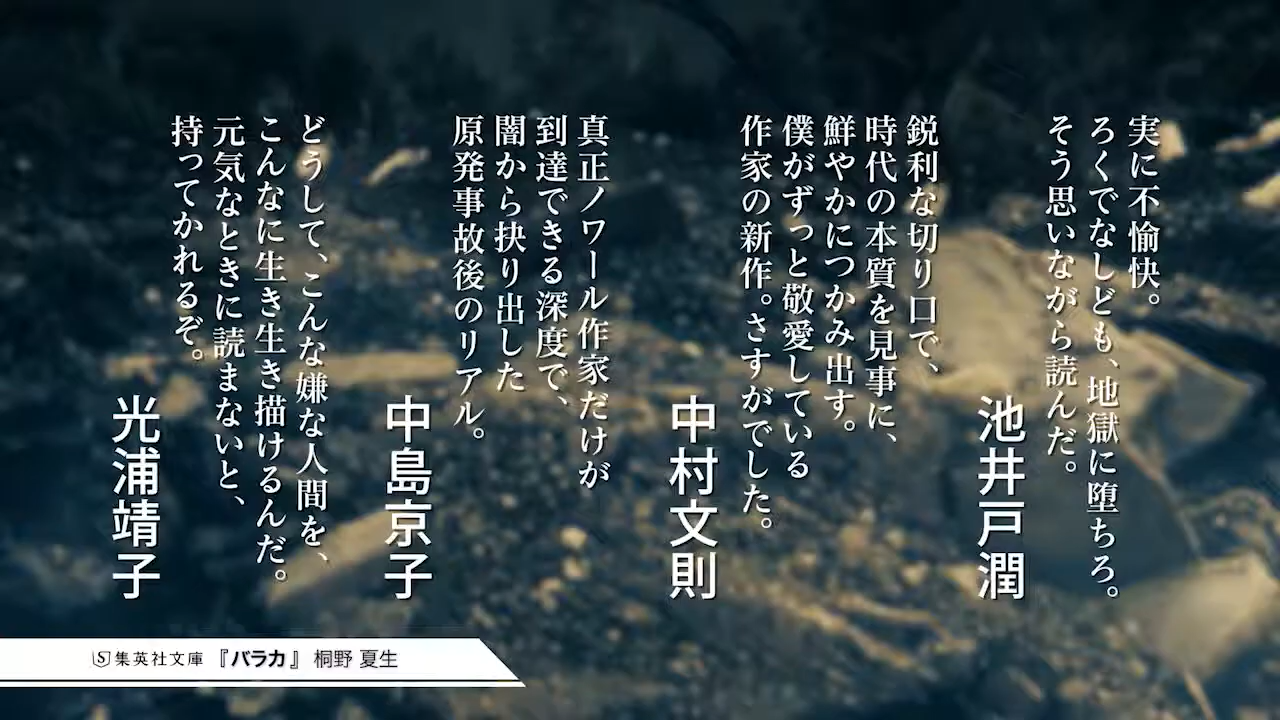 実に不愉快。
ろくでなしども、地獄に堕ちろ。
そう思いながら読んだ。
池井戸潤
鋭利な切り口で、
時代の本質を見事に、
鮮やかにつかみ出す。
僕がずっと敬愛している
作家の新作。さすがでした。
中村文則
真正ノワール作家だけが
到達できる深度で、
闇から抉り出した
原発事故後のリアル。
中島京子
どうして、こんな嫌な人間を、
こんなに生き生き描けるんだ。
元気なときに読まないと、
持ってかれるぞ。
光浦靖子
S集英社文庫 『バラカ』 桐野 夏生